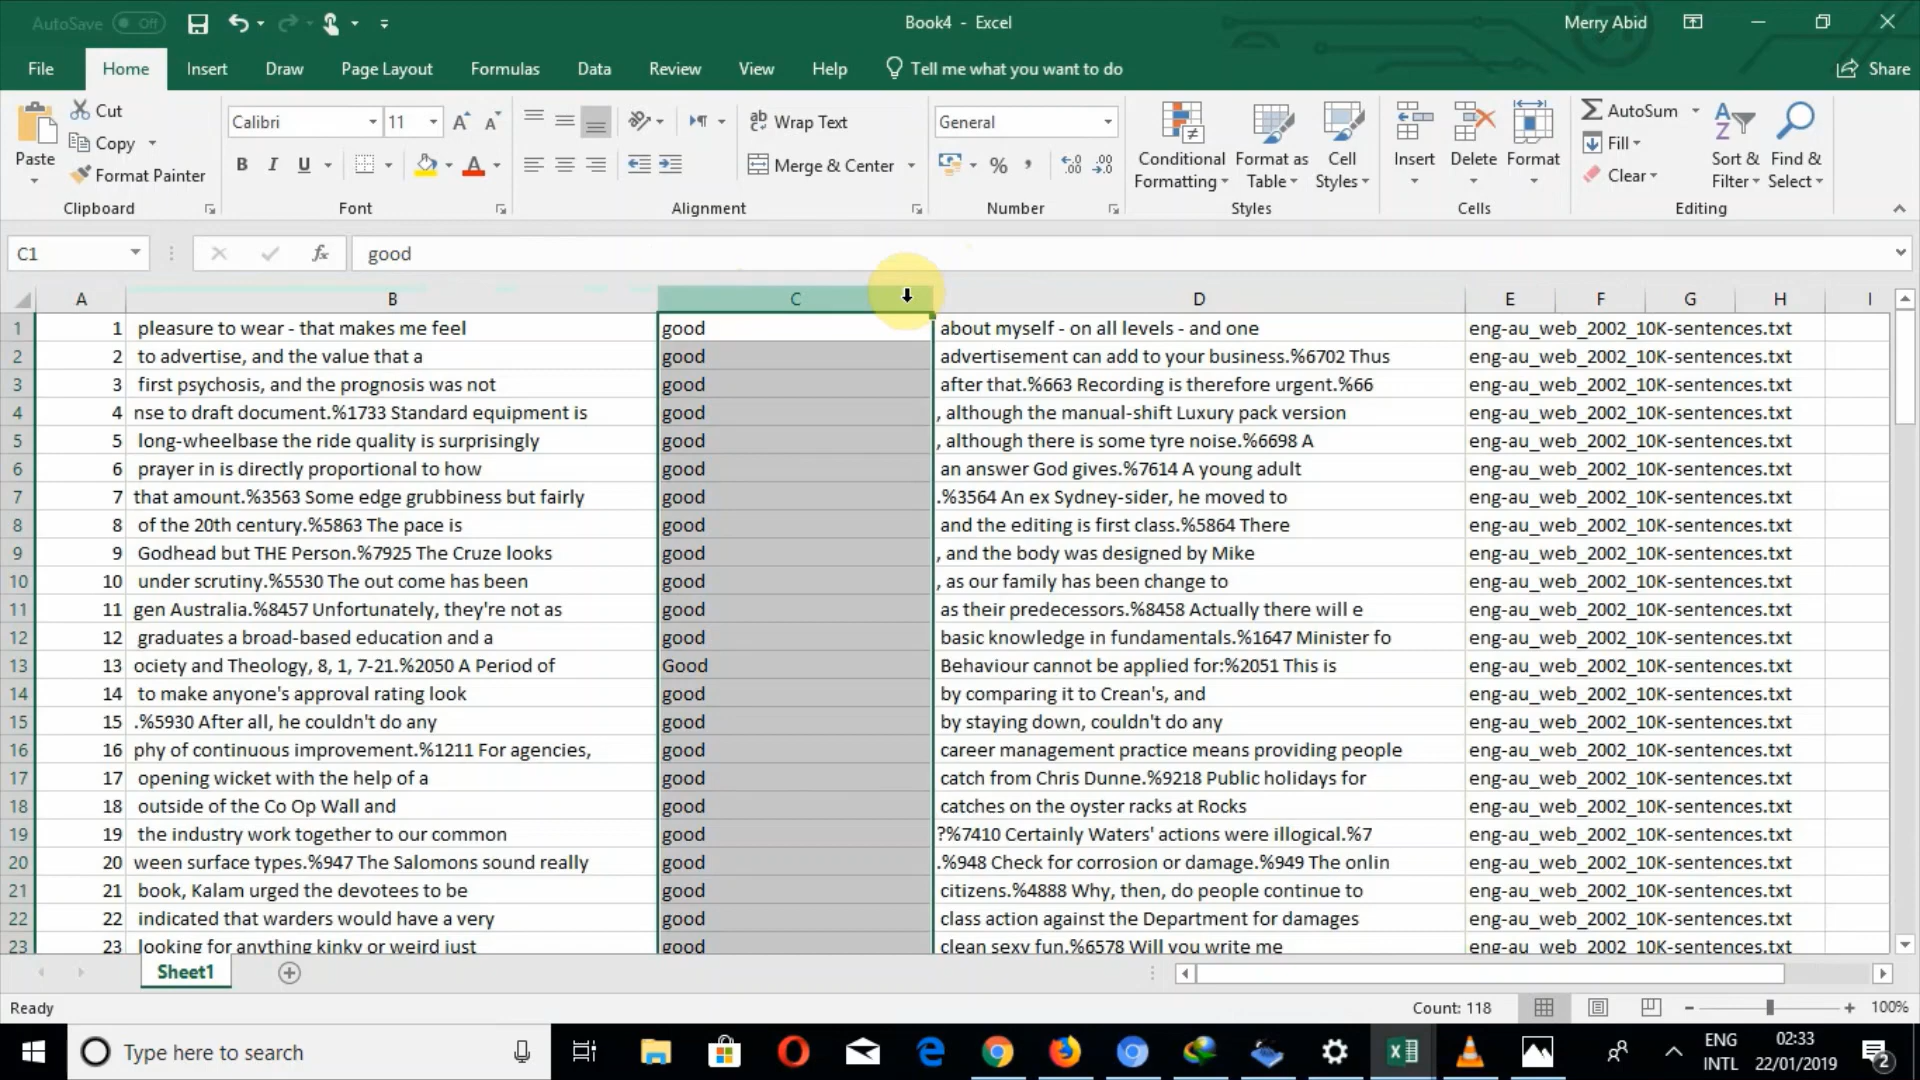 AutoSave Off Book4 - Excel Merry Abid
File Home Insert Draw Page Layout Formulas Data Review View Help Tell me what you want to do Share
Paste Cut Copy Format Painter Calibri 11 B I U A Wrap Text Merge & Center General % , Conditional Formatting Format as Table Cell Styles Insert Delete Format AutoSum Fill Clear Sort & Filter Find & Select
Clipboard Font Alignment Number Styles Cells Editing
C1 fx good
A B C D E F G H I
1 1 pleasure to wear - that makes me feel good about myself - on all levels - and one eng-au_web_2002_10K-sentences.txt
2 2 to advertise, and the value that a good advertisement can add to your business.%6702 Thus eng-au_web_2002_10K-sentences.txt
3 3 first psychosis, and the prognosis was not good after that.%663 Recording is therefore urgent.%66 eng-au_web_2002_10K-sentences.txt
4 4 nse to draft document.%1733 Standard equipment is good , although the manual-shift Luxury pack version eng-au_web_2002_10K-sentences.txt
5 5 long-wheelbase the ride quality is surprisingly good , although there is some tyre noise.%6698 A eng-au_web_2002_10K-sentences.txt
6 6 prayer in is directly proportional to how good an answer God gives.%7614 A young adult eng-au_web_2002_10K-sentences.txt
7 7 that amount.%3563 Some edge grubbiness but fairly good .%3564 An ex Sydney-sider, he moved to eng-au_web_2002_10K-sentences.txt
8 8 of the 20th century.%5863 The pace is good and the editing is first class.%5864 There eng-au_web_2002_10K-sentences.txt
9 9 Godhead but THE Person.%7925 The Cruze looks good , and the body was designed by Mike eng-au_web_2002_10K-sentences.txt
10 10 under scrutiny.%5530 The out come has been good , as our family has been change to eng-au_web_2002_10K-sentences.txt
11 11 gen Australia.%8457 Unfortunately, they're not as good as their predecessors.%8458 Actually there will e eng-au_web_2002_10K-sentences.txt
12 12 graduates a broad-based education and a good basic knowledge in fundamentals.%1647 Minister fo eng-au_web_2002_10K-sentences.txt
13 13 ociety and Theology, 8, 1, 7-21.%2050 A Period of Good Behaviour cannot be applied for:%2051 This is eng-au_web_2002_10K-sentences.txt
14 14 to make anyone's approval rating look good by comparing it to Crean's, and eng-au_web_2002_10K-sentences.txt
15 15 .%5930 After all, he couldn't do any good by staying down, couldn't do any eng-au_web_2002_10K-sentences.txt
16 16 phy of continuous improvement.%1211 For agencies, good career management practice means providing people eng-au_web_2002_10K-sentences.txt
17 17 opening wicket with the help of a good catch from Chris Dunne.%9218 Public holidays for eng-au_web_2002_10K-sentences.txt
18 18 outside of the Co Op Wall and good catches on the oyster racks at Rocks eng-au_web_2002_10K-sentences.txt
19 19 the industry work together to our common good ?%7410 Certainly Waters' actions were illogical.%7 eng-au_web_2002_10K-sentences.txt
20 20 ween surface types.%947 The Salomons sound really good .%948 Check for corrosion or damage.%949 The onlin eng-au_web_2002_10K-sentences.txt
21 21 book, Kalam urged the devotees to be good citizens.%4888 Why, then, do people continue to eng-au_web_2002_10K-sentences.txt
22 22 indicated that warders would have a very good class action against the Department for damages eng-au_web_2002_10K-sentences.txt
23 23 looking for anything kinky or weird just good clean sexy fun.%6578 Will you write me eng-au_web_2002_10K-sentences.txt
Sheet1
Ready Count: 118 100%
Type here to search ENG INTL 02:33 22/01/2019 2